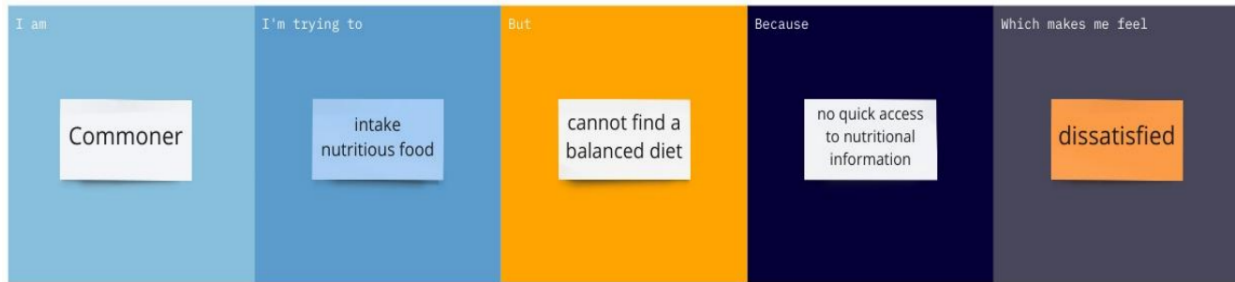 I am
Commoner
I'm trying to
intake
nutritious food
But
cannot find a
balanced diet
Because
no quick access
to nutritional
information
Which makes me feel
dissatisfied